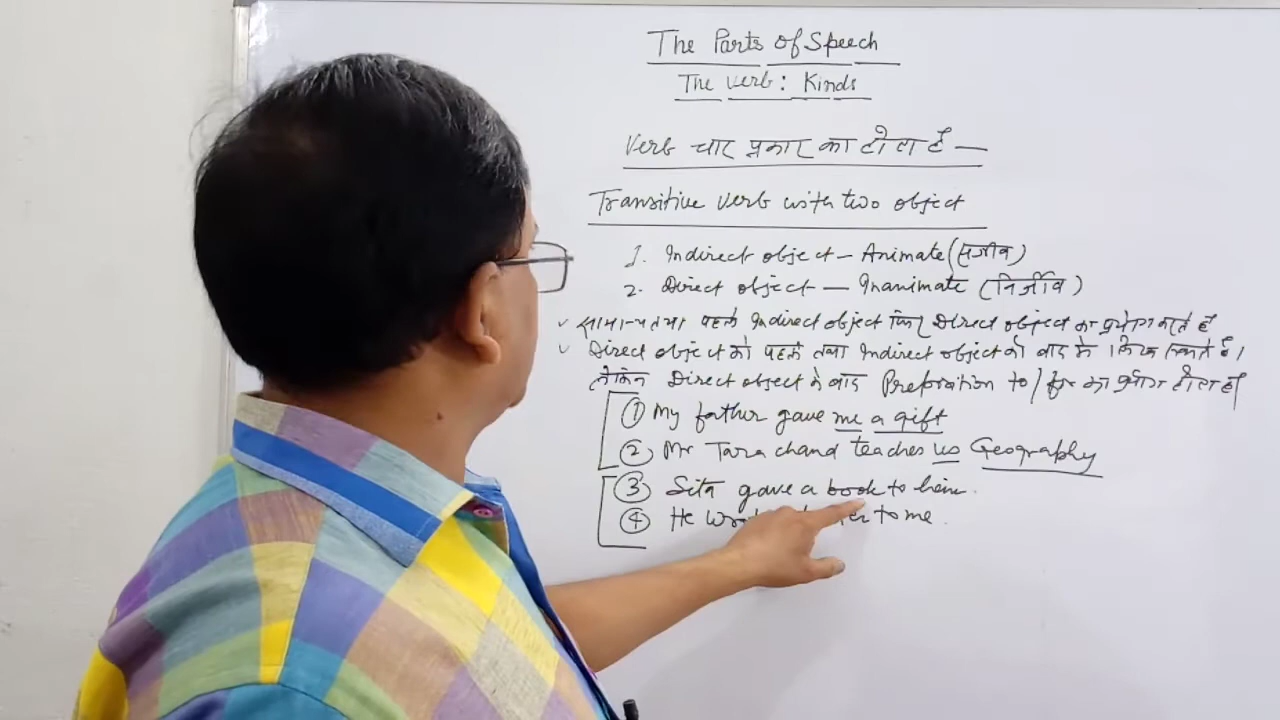 The Parts of Speech
The Verb: Kinds
Verb चार प्रकार का होता है —
Transitive Verb with two object
1. Indirect object - Animate (सजीव)
2. Direct object - Inanimate (निर्जीव)
✓ सामान्यतया पहले Indirect object फिर Direct object का प्रयोग करते हैं
✓ Direct object को पहले तथा Indirect object को बाद में लिख सकते हैं।
लेकिन Direct object के बाद Preposition to / for का प्रयोग होता है।
① My father gave me a gift
② Mr Tara chand teaches us Geography
③ Sita gave a book to him.
④ He to me.